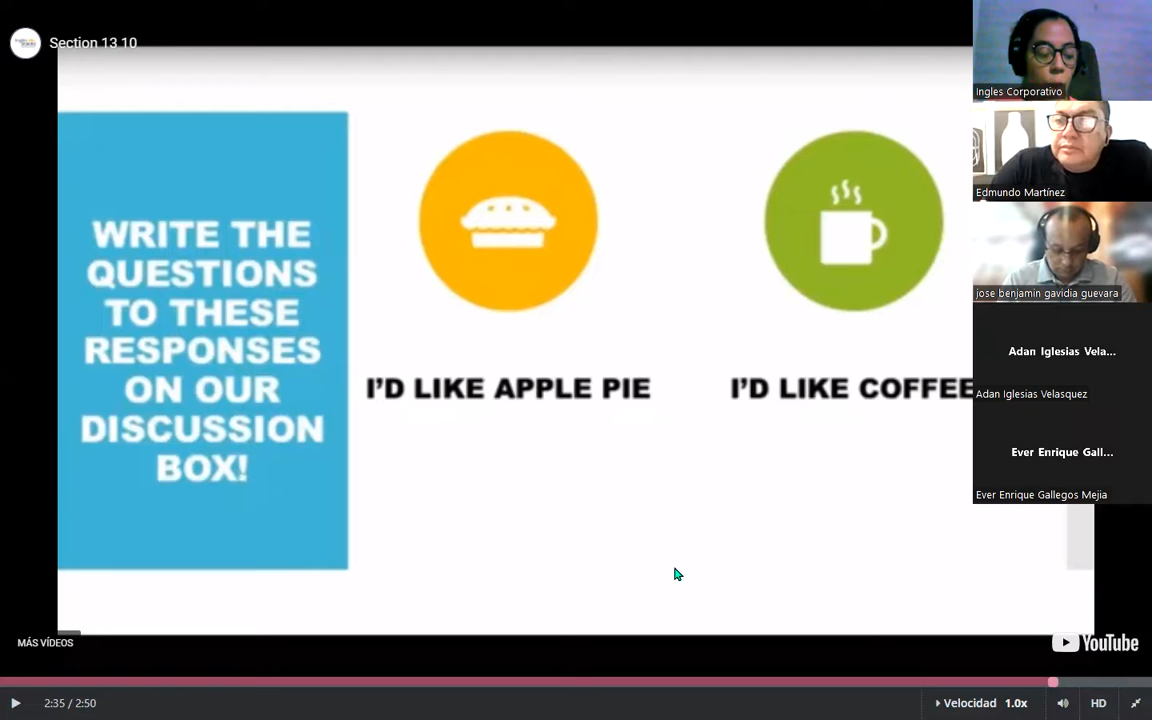 Section 13 10
WRITE THE
QUESTIONS
TO THESE
RESPONSES
ON OUR
DISCUSSION
BOX!
I'D LIKE APPLE PIE
I'D LIKE COFFEE
Ingles Corporativo
Edmundo Martínez
jose benjamin gavidia guevara
Adan Iglesias Vela...
Adan Iglesias Velasquez
Ever Enrique Gall...
Ever Enrique Gallegos Mejia
MÁS VÍDEOS
YouTube
2:35 / 2:50
Velocidad 1.0x
HD